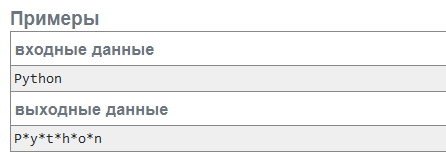 Примеры
входные данные
Python
выходные данные
P*y*t*h*o*n